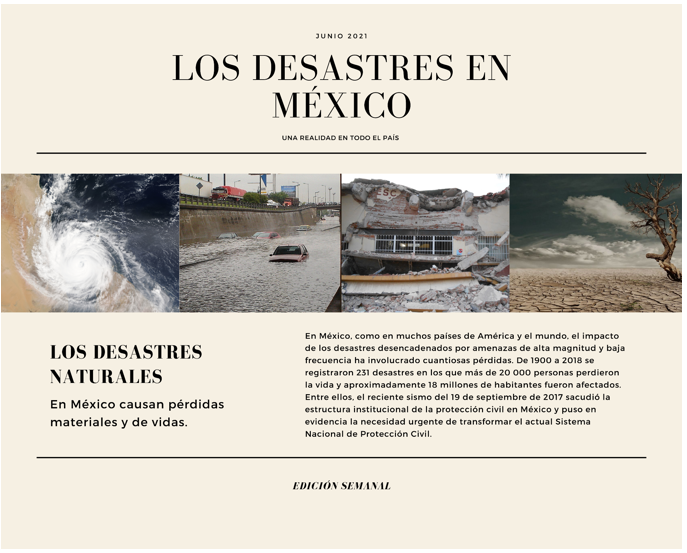 JUNIO 2021
LOS DESASTRES EN
MÉXICO
UNA REALIDAD EN TODO EL PAÍS
ESC
LOS DESASTRES
NATURALES
En México causan pérdidas
materiales y de vidas.
En México, como en muchos países de América y el mundo, el impacto
de los desastres desencadenados por amenazas de alta magnitud y baja
frecuencia ha involucrado cuantiosas pérdidas. De 1900 a 2018 se
registraron 231 desastres en los que más de 20 000 personas perdieron
la vida y aproximadamente 18 millones de habitantes fueron afectados.
Entre ellos, el reciente sismo del 19 de septiembre de 2017 sacudió la
estructura institucional de la protección civil en México y puso en
evidencia la necesidad urgente de transformar el actual Sistema
Nacional de Protección Civil.
EDICIÓN SEMANAL